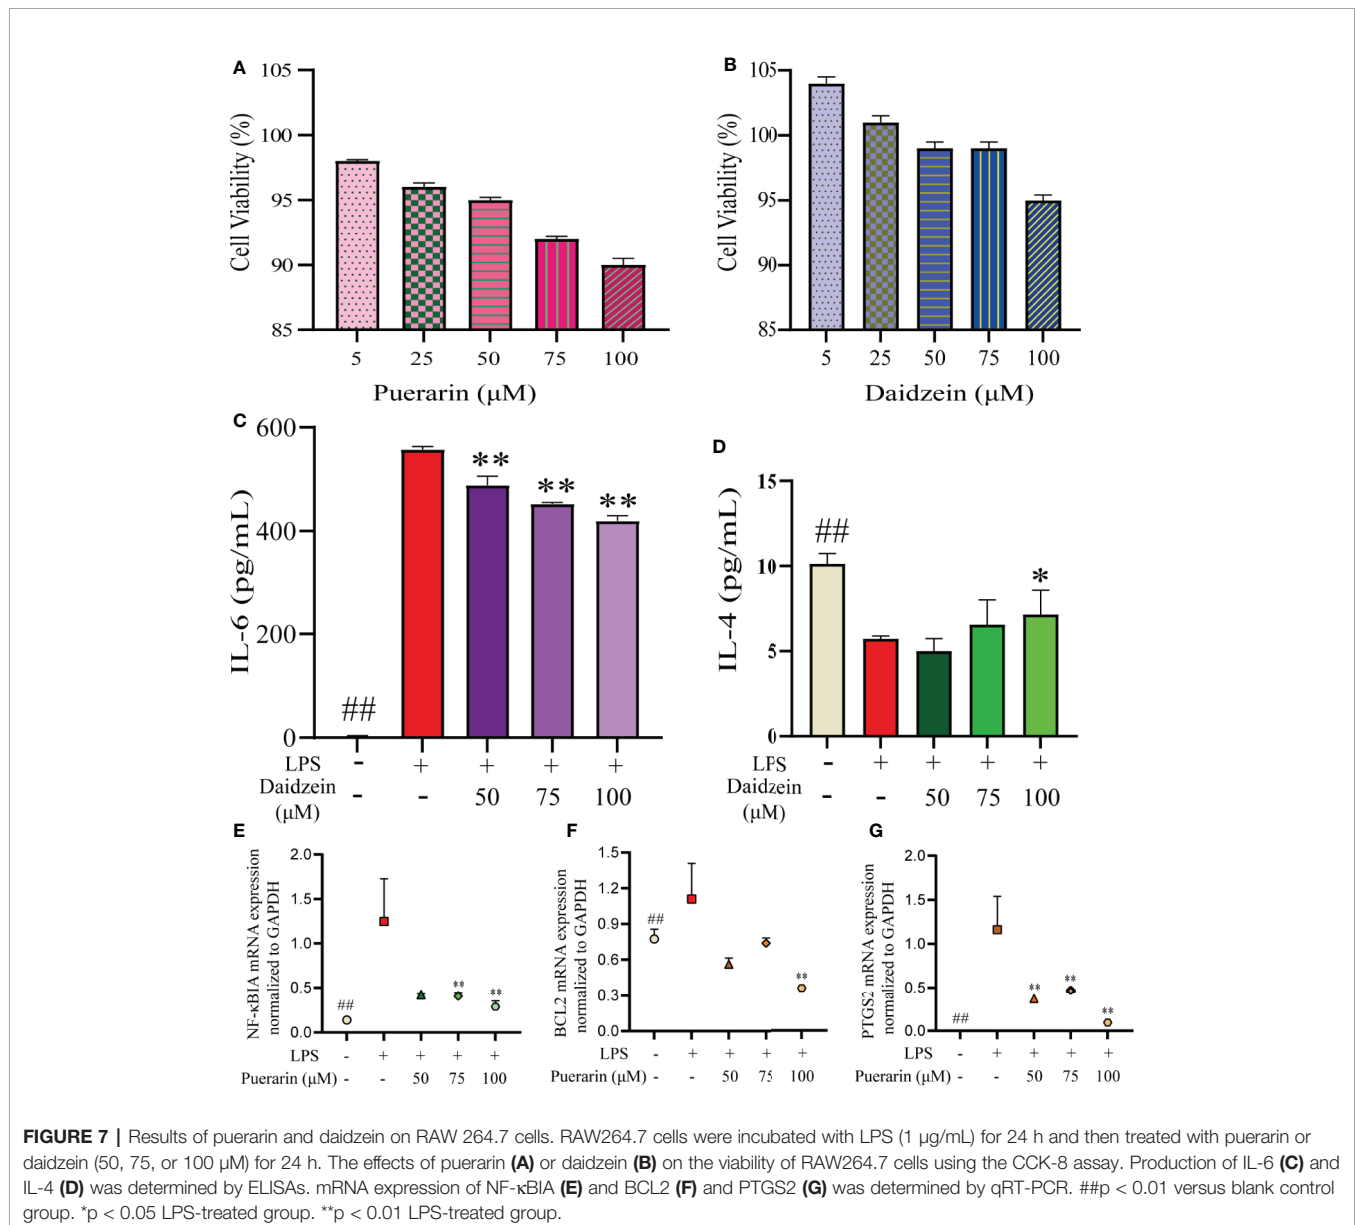 A
105
100
95
90
85
Cell Viability (%)
5 25 50 75 100
Puerarin (μM)
B
105
100
95
90
85
Cell Viability (%)
5 25 50 75 100
Daidzein (μM)
C
600
400
200
0
IL-6 (pg/mL)
## ** ** **
LPS - + + + +
Daidzein (μM) - - 50 75 100
D
15
10
5
0
IL-4 (pg/mL)
## *
LPS - + + + +
Daidzein (μM) - - 50 75 100
E
2.0
1.5
1.0
0.5
0.0
NF-κBIA mRNA expression
normalized to GAPDH
## ** **
LPS - + + + +
Puerarin (μM) - - 50 75 100
F
1.5
1.2
0.9
0.6
0.3
0.0
BCL2 mRNA expression
normalized to GAPDH
## **
LPS - + + + +
Puerarin (μM) - - 50 75 100
G
2.0
1.5
1.0
0.5
0.0
PTGS2 mRNA expression
normalized to GAPDH
## ** ** **
LPS - + + + +
Puerarin (μM) - - 50 75 100
FIGURE 7 | Results of puerarin and daidzein on RAW 264.7 cells. RAW264.7 cells were incubated with LPS (1 μg/mL) for 24 h and then treated with puerarin or
daidzein (50, 75, or 100 μM) for 24 h. The effects of puerarin (A) or daidzein (B) on the viability of RAW264.7 cells using the CCK-8 assay. Production of IL-6 (C) and
IL-4 (D) was determined by ELISAs. mRNA expression of NF-κBIA (E) and BCL2 (F) and PTGS2 (G) was determined by qRT-PCR. ##p < 0.01 versus blank control
group. *p < 0.05 LPS-treated group. **p < 0.01 LPS-treated group.